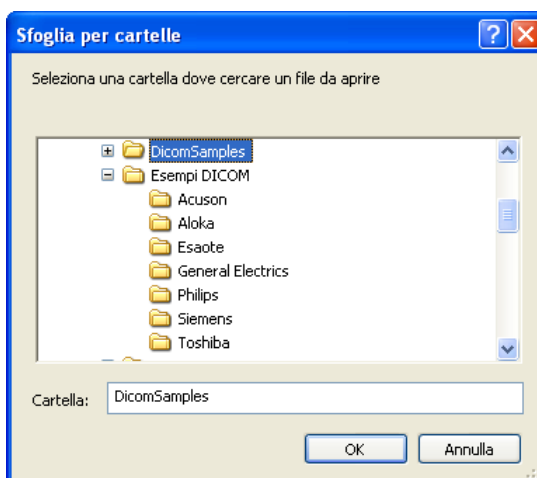 Sfoglia per cartelle
Seleziona una cartella dove cercare un file da aprire
DicomSamples
Esempi DICOM
Acuson
Aloka
Esaote
General Electrics
Philips
Siemens
Toshiba
Cartella: DicomSamples
OK Annulla